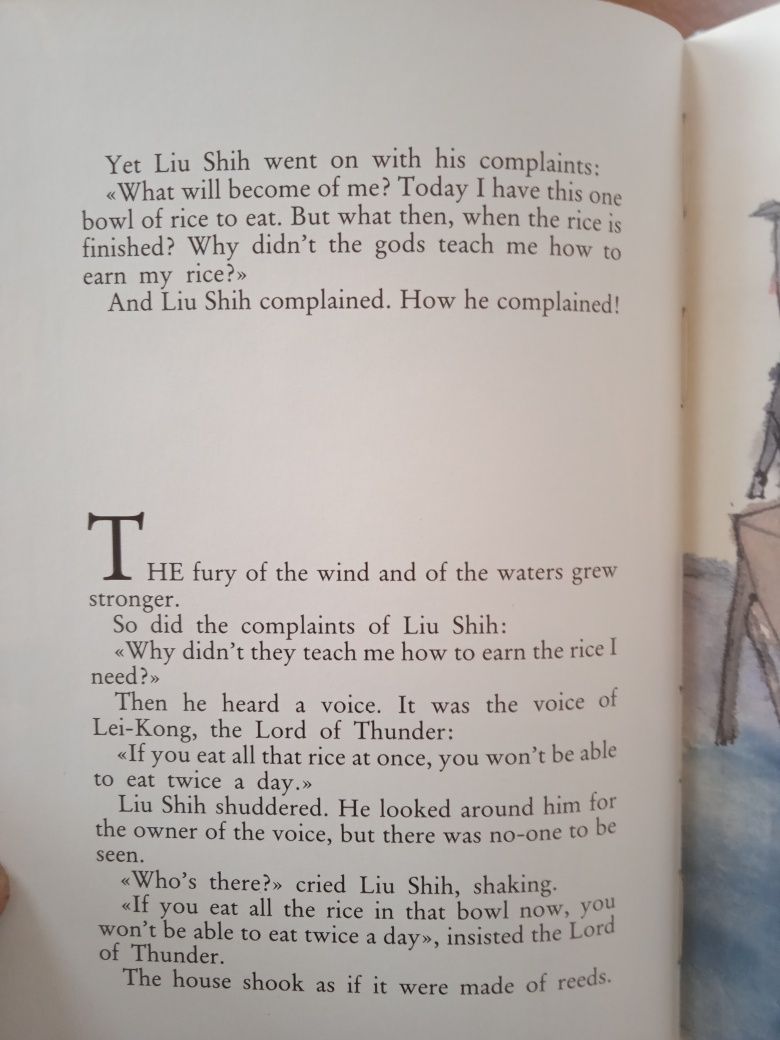 Yet Liu Shih went on with his complaints:
«What will become of me? Today I have this one
bowl of rice to eat. But what then, when the rice is
finished? Why didn't the gods teach me how to
earn my rice?»
And Liu Shih complained. How he complained!
THE fury of the wind and of the waters grew
stronger.
So did the complaints of Liu Shih:
«Why didn't they teach me how to earn the rice I
need?»
Then he heard a voice. It was the voice of
Lei-Kong, the Lord of Thunder:
«If you eat all that rice at once, you won't be able
to eat twice a day.»
Liu Shih shuddered. He looked around him for
the owner of the voice, but there was no-one to be
seen.
«Who's there?» cried Liu Shih, shaking.
«If you eat all the rice in that bowl now, you
won't be able to eat twice a day», insisted the Lord
of Thunder.
The house shook as if it were made of reeds.